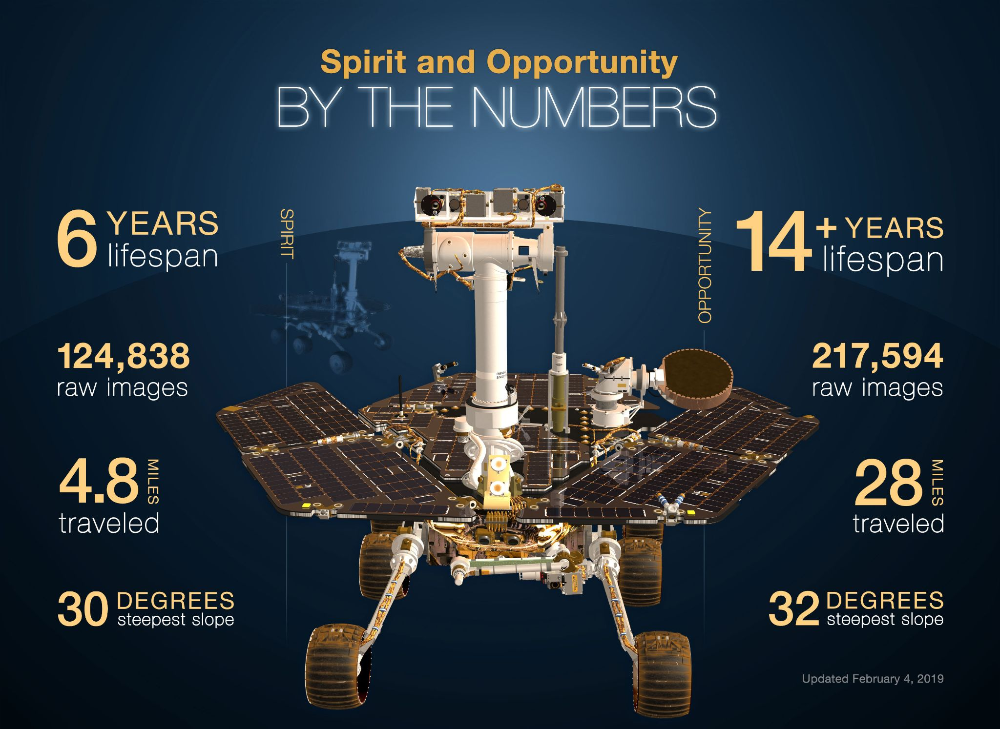 Spirit and Opportunity
BY THE NUMBERS
SPIRIT
6 YEARS
lifespan
124,838
raw images
4.8 MILES
traveled
30 DEGREES
steepest slope
OPPORTUNITY
14+ YEARS
lifespan
217,594
raw images
28 MILES
traveled
32 DEGREES
steepest slope
Updated February 4, 2019